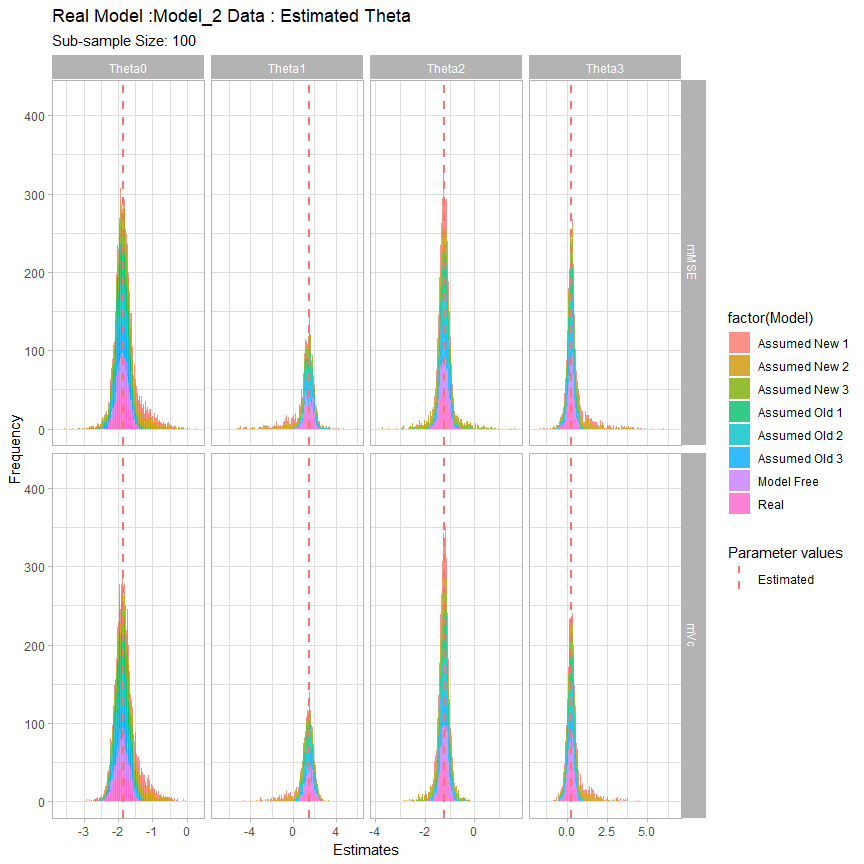 Real Model :Model_2 Data : Estimated Theta
Sub-sample Size: 100
Theta0 Theta1 Theta2 Theta3
400
300
200
100
0
mMSE
400
300
200
100
0
mVc
Frequency
-3 -2 -1 0 -4 0 4 -4 -2 0 0.0 2.5 5.0
Estimates
factor(Model)
Assumed New 1
Assumed New 2
Assumed New 3
Assumed Old 1
Assumed Old 2
Assumed Old 3
Model Free
Real
Parameter values
Estimated